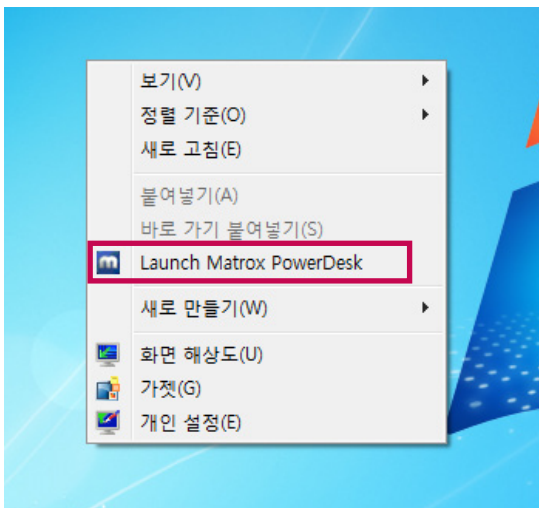 보기(V)
정렬 기준(O)
새로 고침(E)
붙여넣기(A)
바로 가기 붙여넣기(S)
Launch Matrox PowerDesk
새로 만들기(W)
화면 해상도(U)
가젯(G)
개인 설정(E)